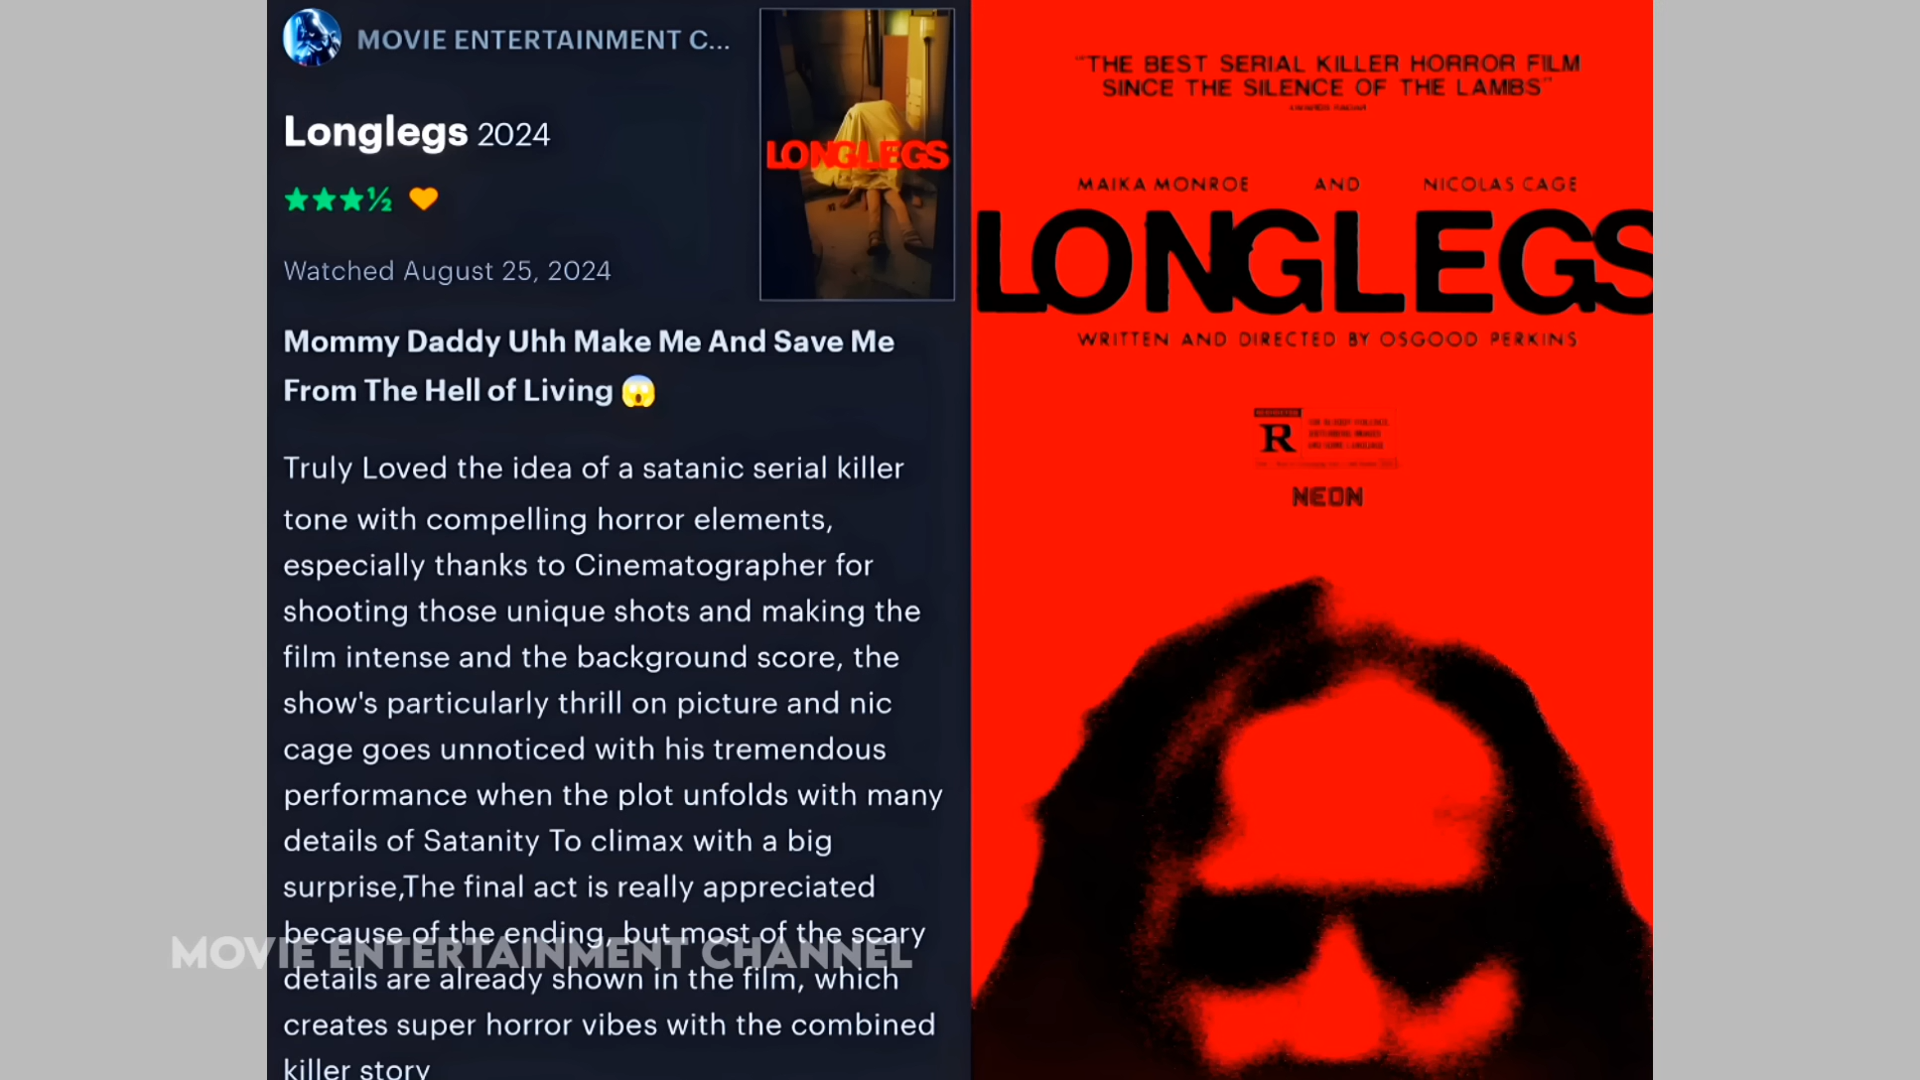 MOVIE ENTERTAINMENT C...
Longlegs 2024
★★★½
Watched August 25, 2024
LONGLEGS
Mommy Daddy Uhh Make Me And Save Me
From The Hell of Living 😱
Truly Loved the idea of a satanic serial killer
tone with compelling horror elements,
especially thanks to Cinematographer for
shooting those unique shots and making the
film intense and the background score, the
show's particularly thrill on picture and nic
cage goes unnoticed with his tremendous
performance when the plot unfolds with many
details of Satanity To climax with a big
surprise,The final act is really appreciated
because of the ending, but most of the scary
details are already shown in the film, which
creates super horror vibes with the combined
killer story
MOVIE ENTERTAINMENT CHANNEL
"THE BEST SERIAL KILLER HORROR FILM
SINCE THE SILENCE OF THE LAMBS"
MAIKA MONROE AND NICOLAS CAGE
LONGLEGS
WRITTEN AND DIRECTED BY OSGOOD PERKINS
R
NEON